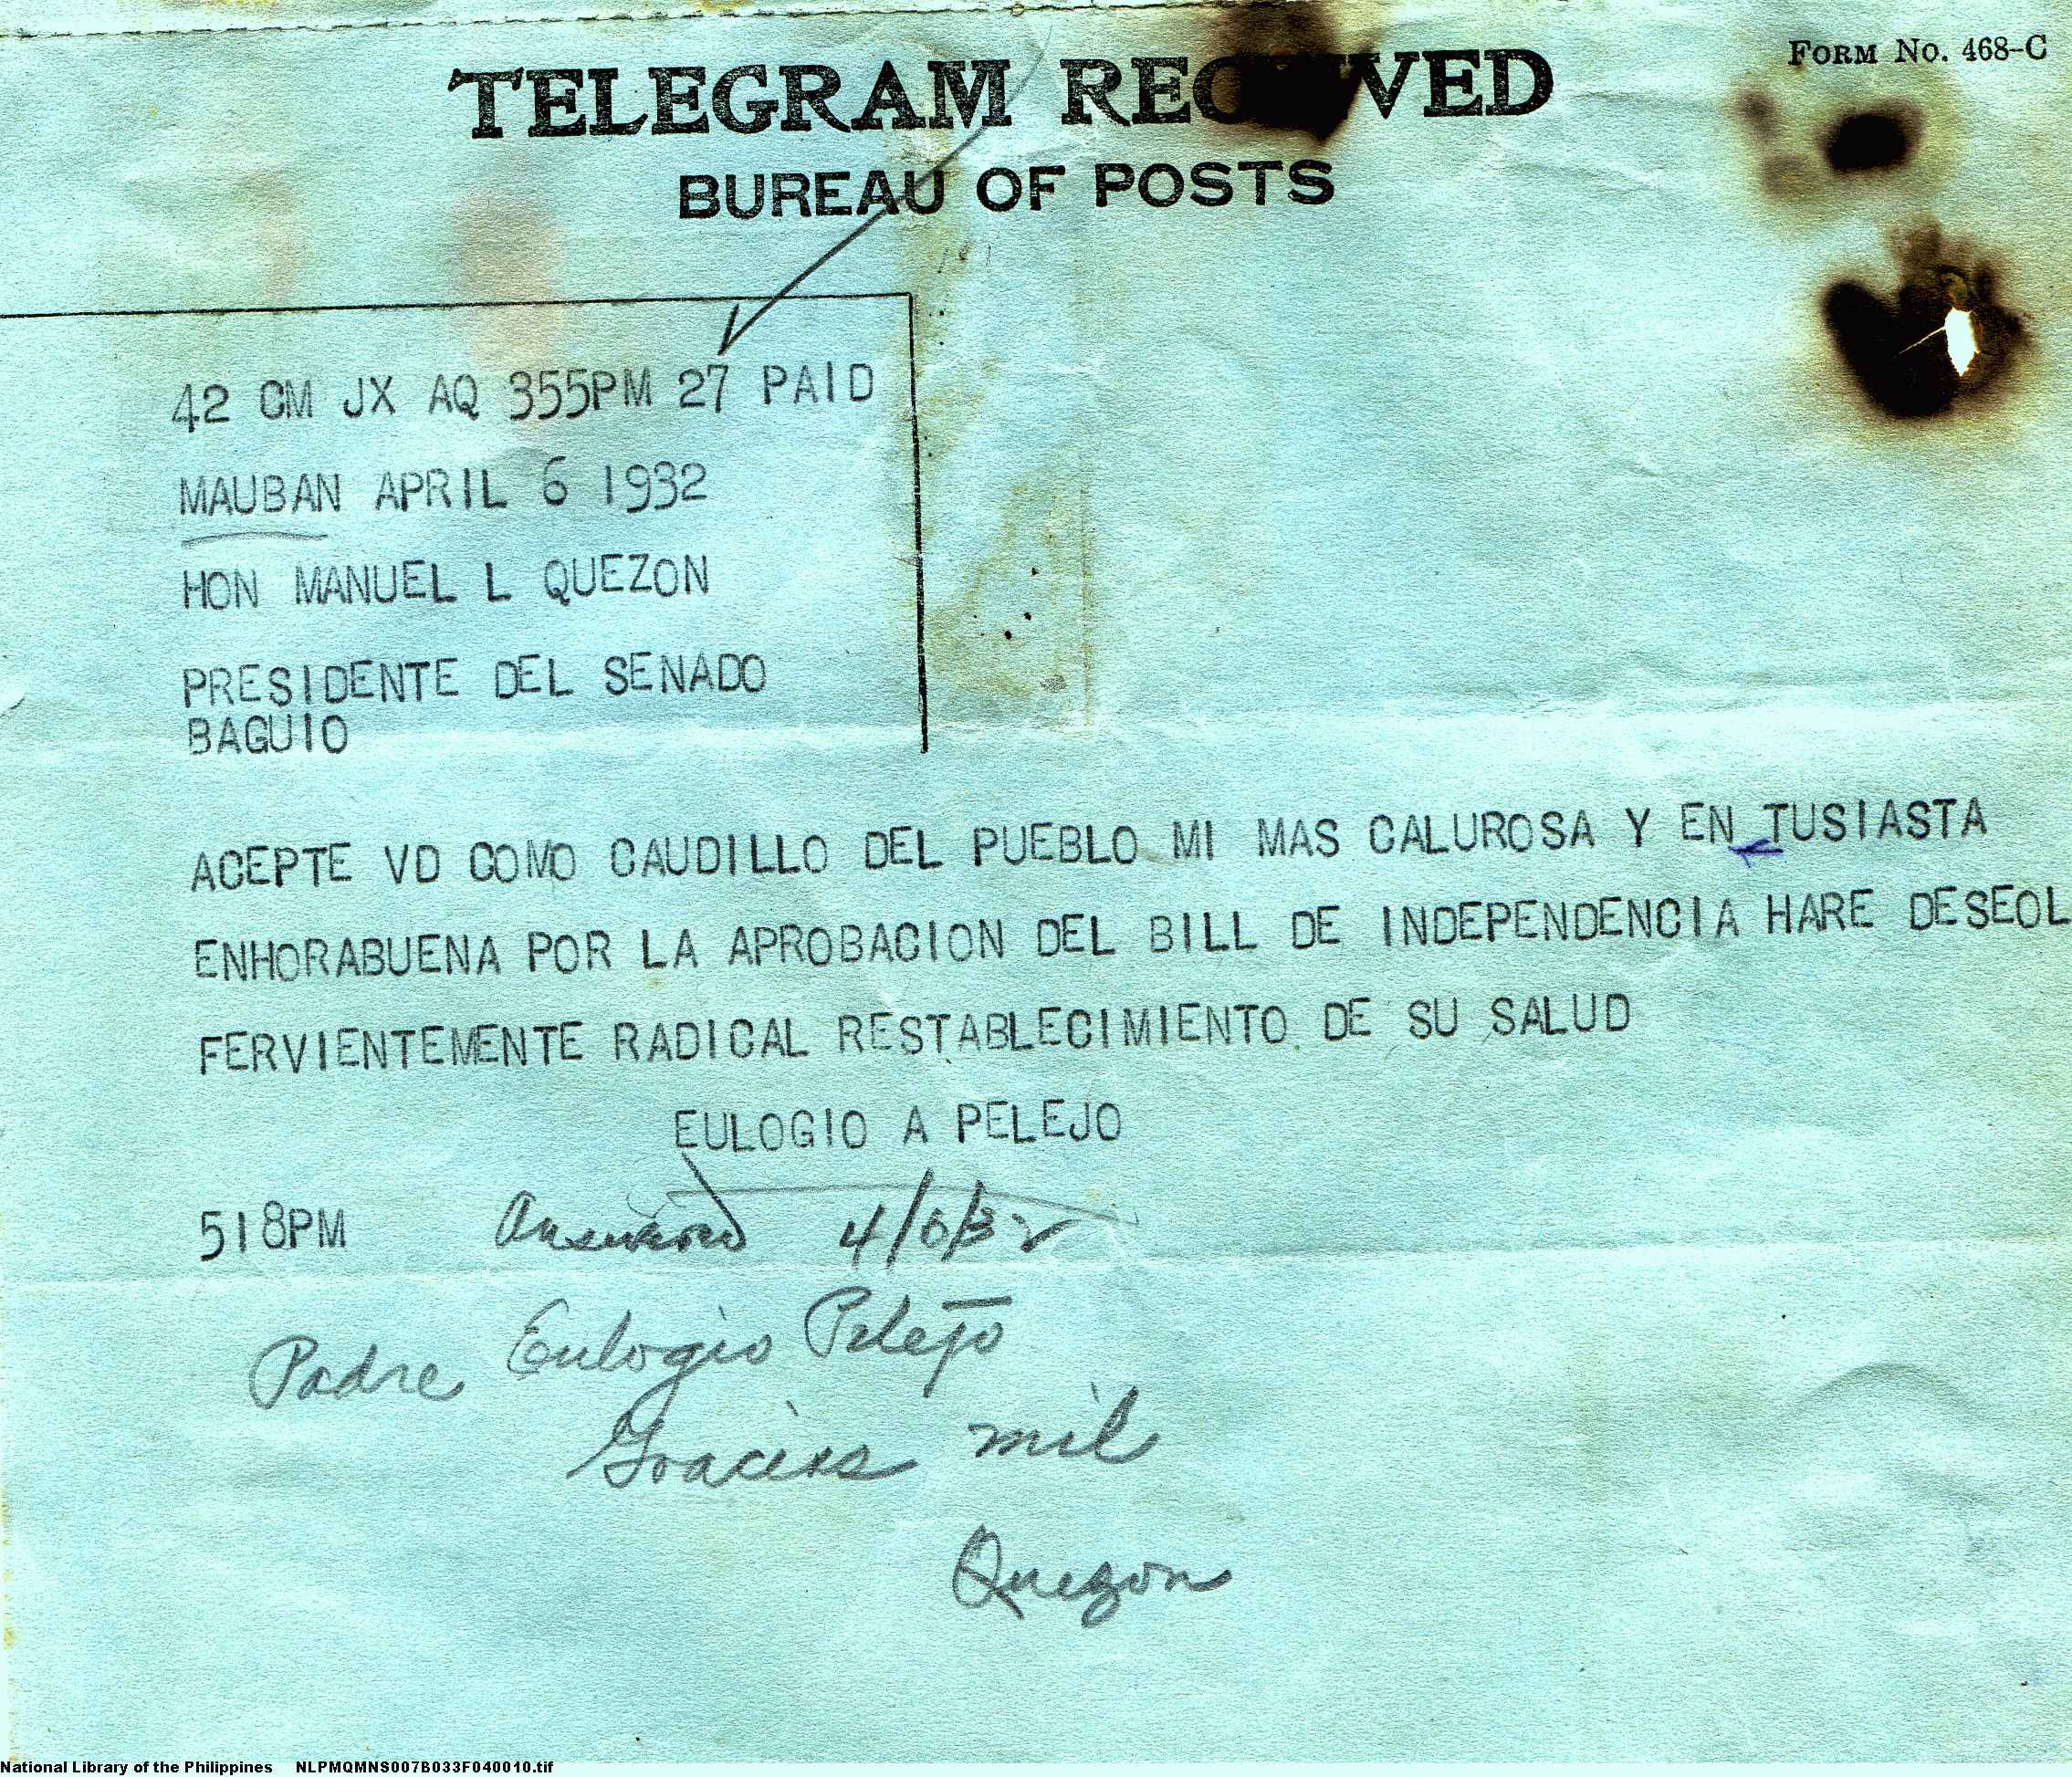 FORM NO. 468-C
TELEGRAM RECEIVED
BUREAU OF POSTS
42 CM JX AQ 355PM 27 PAID
MAUBAN APRIL 6 1932
HON MANUEL L QUEZON
PRESIDENTE DEL SENADO
BAGUIO
ACEPTE VD COMO CAUDILLO DEL PUEBLO MI MAS CALUROSA Y EN TUSIASTA
ENHORABUENA POR LA APROBACION DEL BILL DE INDEPENDENCIA HARE DESEOL
FERVIENTEMENTE RADICAL RESTABLECIMIENTO DE SU SALUD
EULOGIO A PELEJO
518PM Answered 4/6/32
Padre Eulogio Pelejo
Gracias mil
Quezon
National Library of the Philippines NLPMQMNS007B033F040010.tif